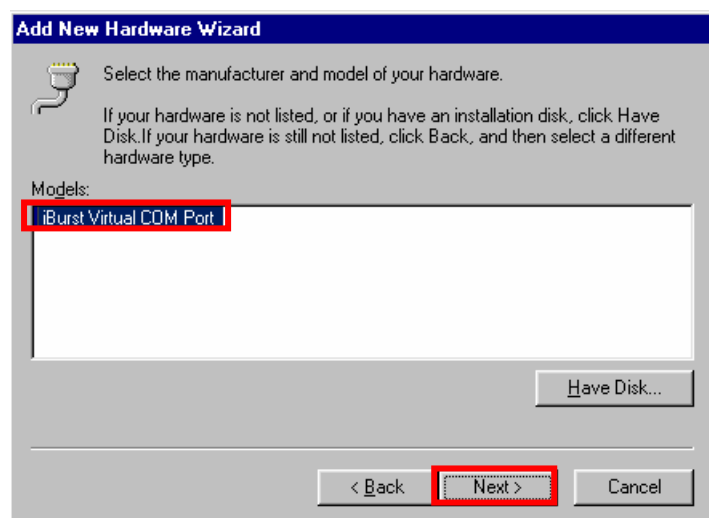 Add New Hardware Wizard
Select the manufacturer and model of your hardware.
If your hardware is not listed, or if you have an installation disk, click Have
Disk.If your hardware is still not listed, click Back, and then select a different
hardware type.
Models:
iBurst Virtual COM Port
Have Disk...
< Back Next > Cancel